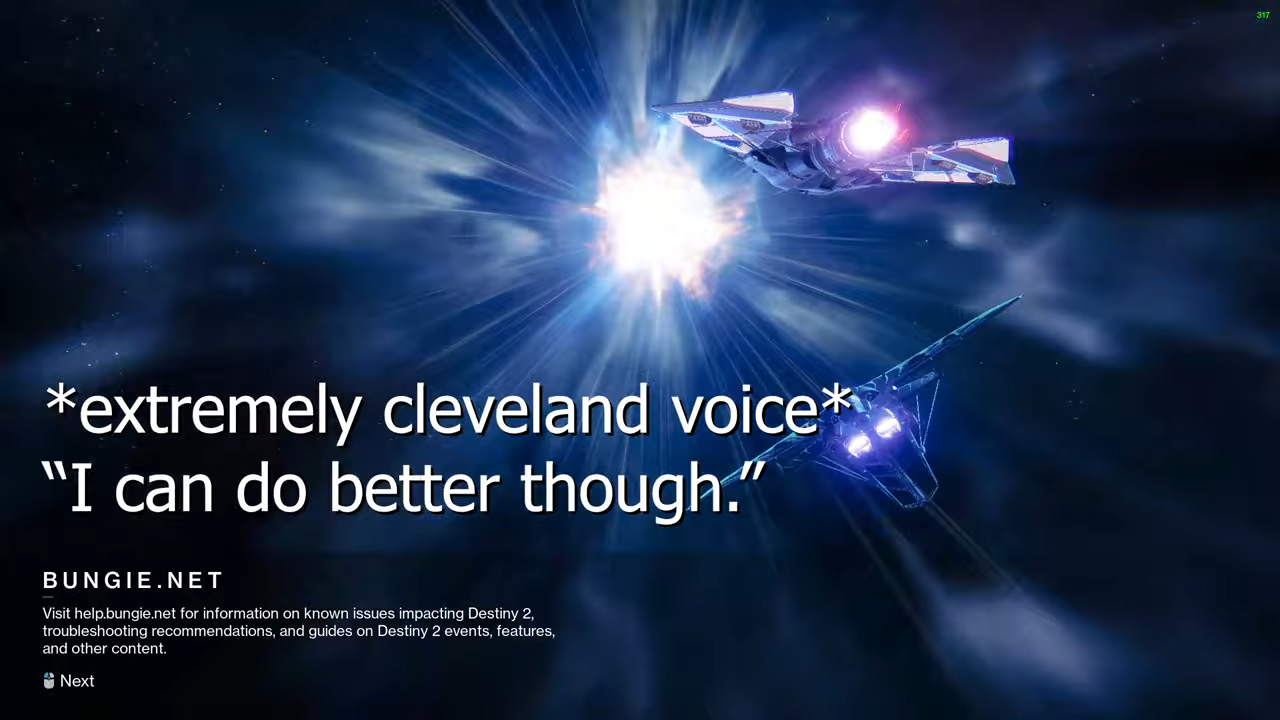 317
*extremely cleveland voice*
“I can do better though.”
BUNGIE.NET
Visit help.bungie.net for information on known issues impacting Destiny 2,
troubleshooting recommendations, and guides on Destiny 2 events, features,
and other content.
Next